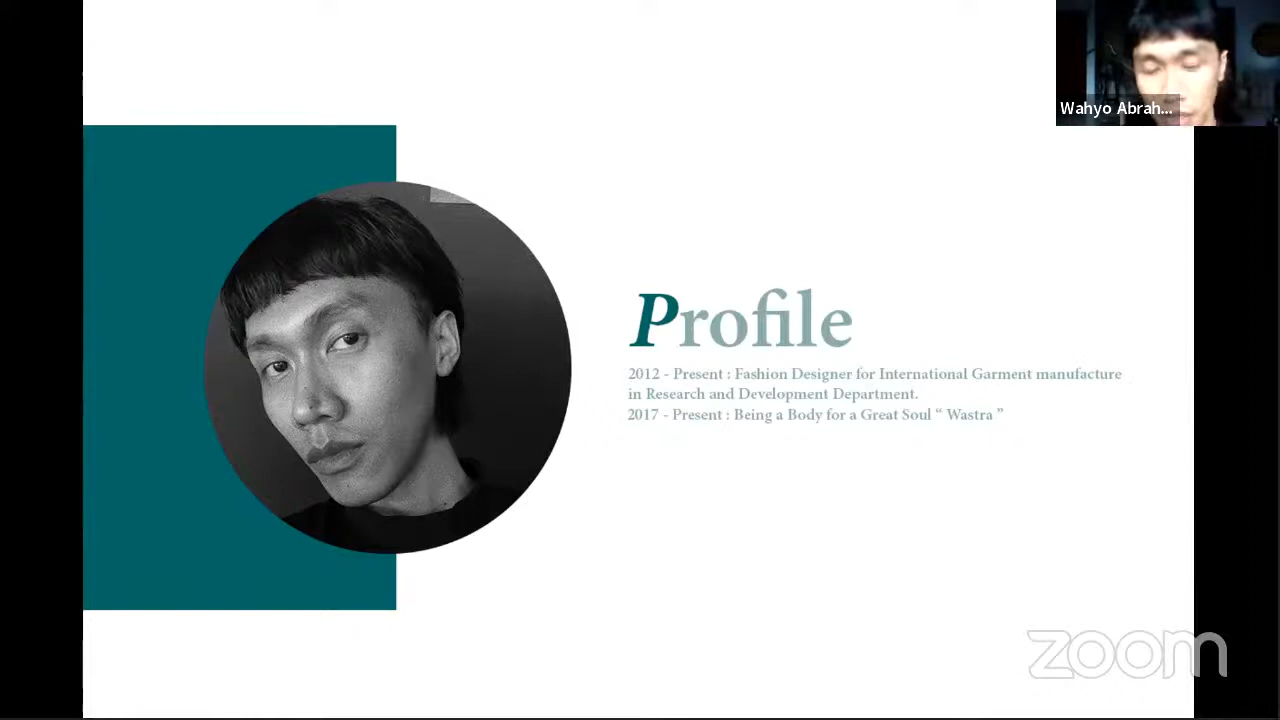 Wahyo Abrah...
Profile
2012 - Present : Fashion Designer for International Garment manufacture
in Research and Development Department.
2017 - Present : Being a Body for a Great Soul “ Wastra ”
zoom